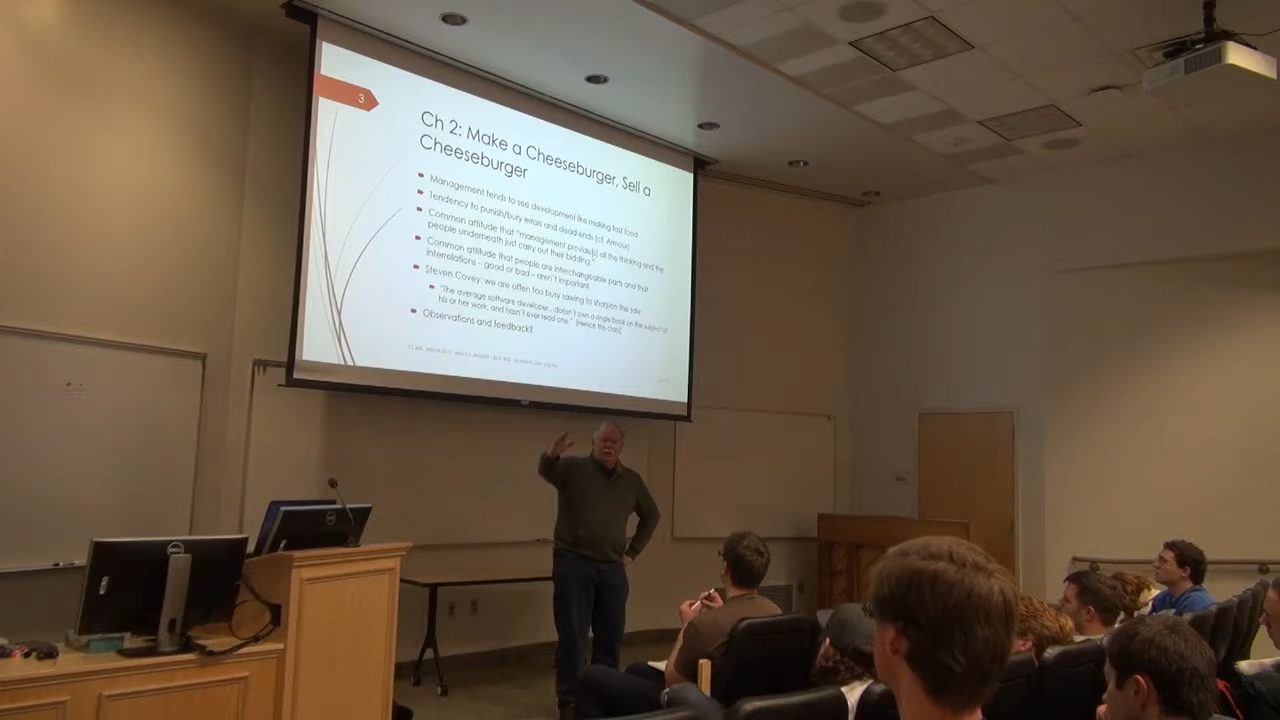 3
Ch 2: Make a Cheeseburger, Sell a
Cheeseburger
Management tends to see development like making fast food
Tendency to punish/bury errors and dead ends (cf. Armour)
Common attitude that "management provide[s] all the thinking and the
people underneath just carry out their bidding."
Common attitude that people are interchangeable parts and that
interrelations - good or bad - aren't important
Steven Covey: we are often too busy sawing to sharpen the saw
"The average software developer...doesn't own a single book on the subject of
his or her work, and hasn't ever read one." [Hence this class]
Observations and feedback?
DELL
DELL